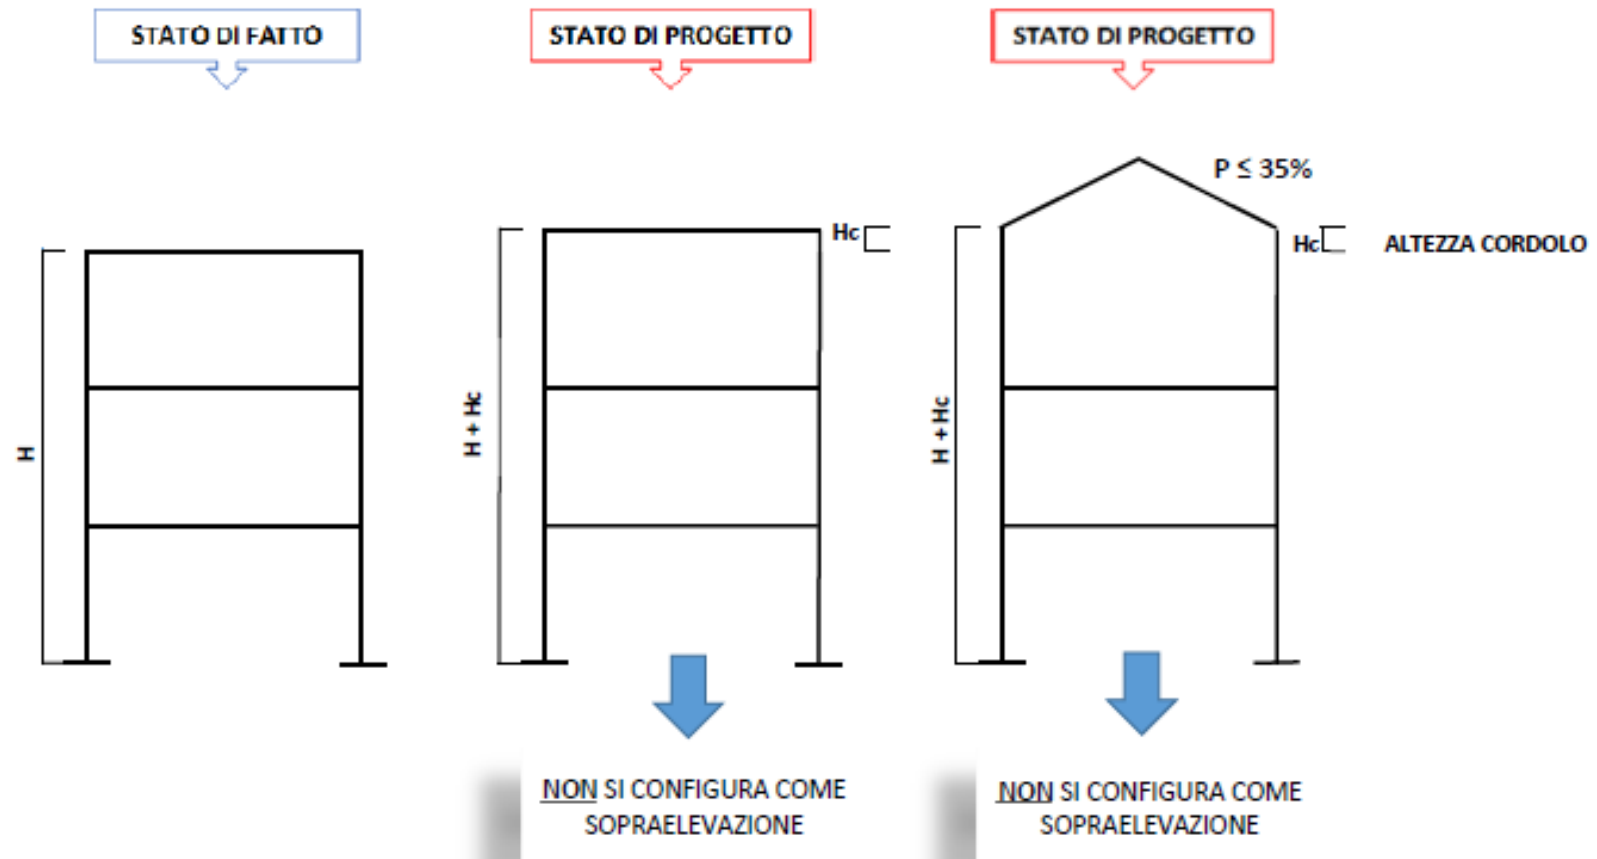 STATO DI FATTO
STATO DI PROGETTO
STATO DI PROGETTO
P ≤ 35%
Hc
Hc
ALTEZZA CORDOLO
H
H + Hc
H + Hc
NON SI CONFIGURA COME
SOPRAELEVAZIONE
NON SI CONFIGURA COME
SOPRAELEVAZIONE